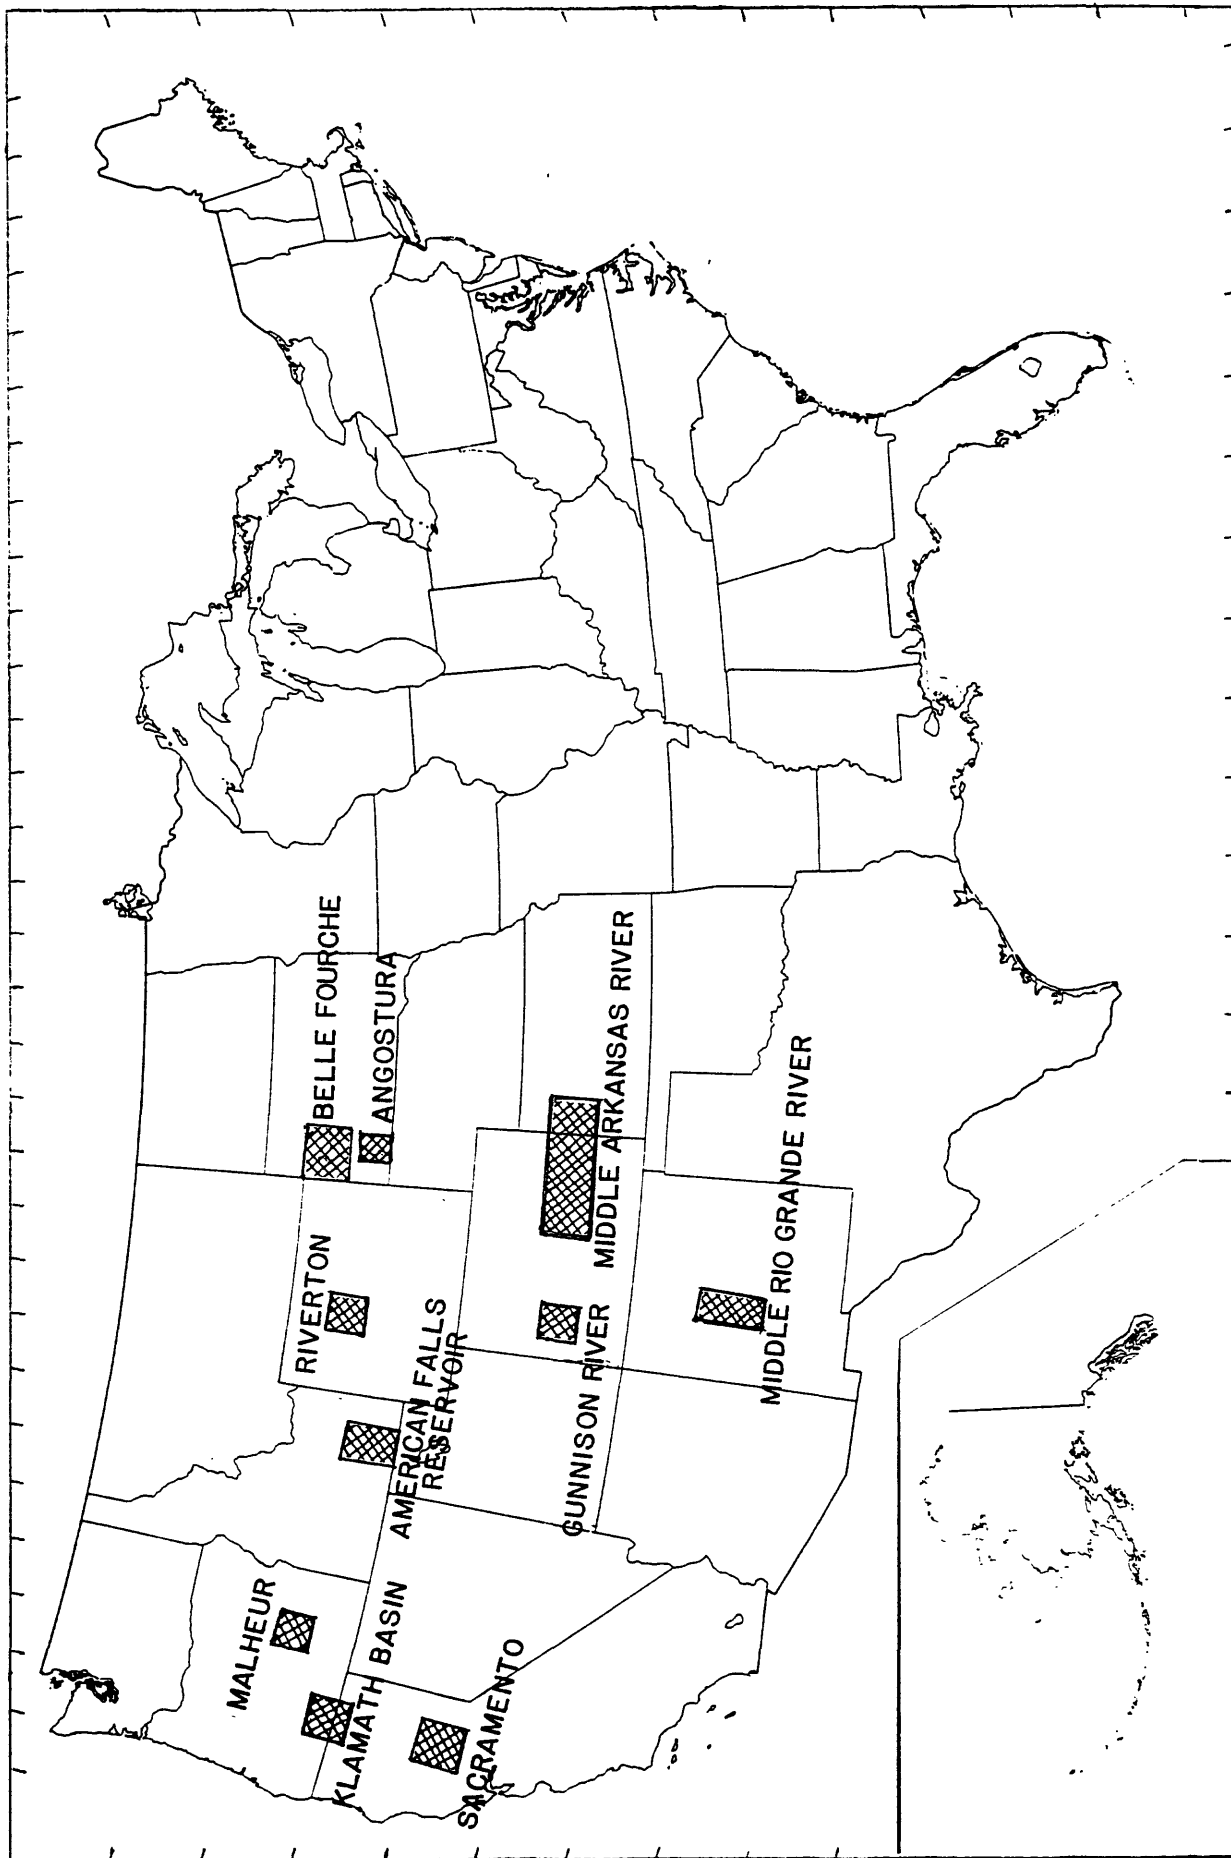 MALHEUR
KLAMATH BASIN
SACRAMENTO
AMERICAN FALLS
RESERVOIR
RIVERTON
BELLE FOURCHE
ANGOSTURA
GUNNISON RIVER
MIDDLE ARKANSAS RIVER
MIDDLE RIO GRANDE RIVER